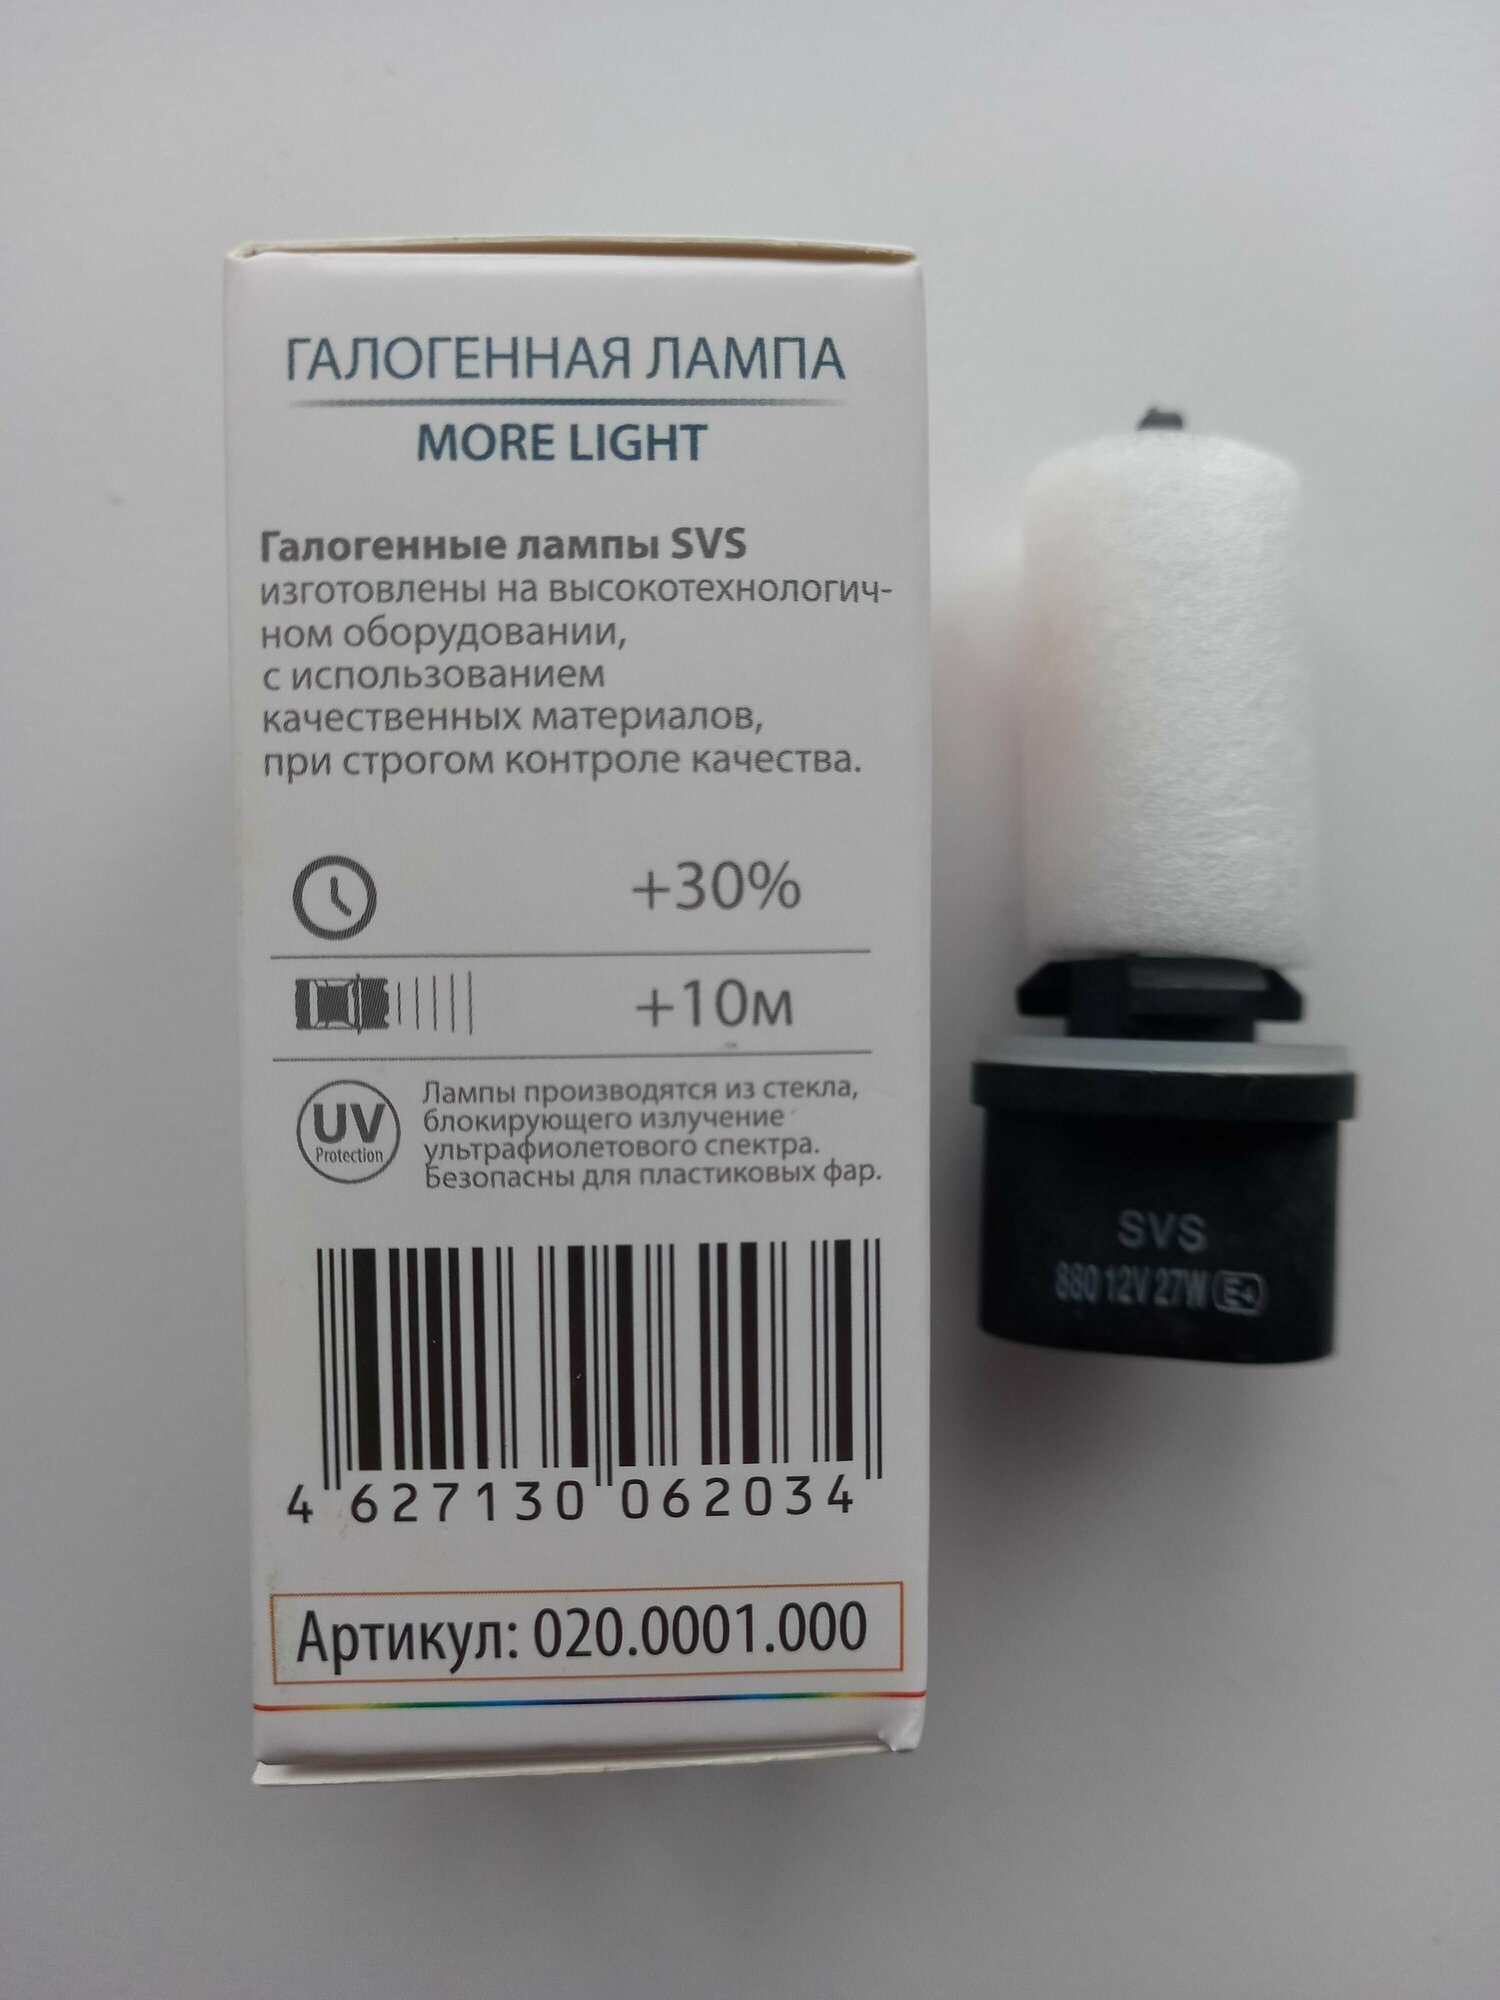 ГАЛОГЕННАЯ ЛАМПА
MORE LIGHT
Галогенные лампы SVS
изготовлены на высокотехнологич-
ном оборудовании,
с использованием
качественных материалов,
при строгом контроле качества.
+30%
+10м
UV
Protection
Лампы производятся из стекла,
блокирующего излучение
ультрафиолетового спектра.
Безопасны для пластиковых фар.
4 627130 062034
Артикул: 020.0001.000
SVS
880 12V 27W E4